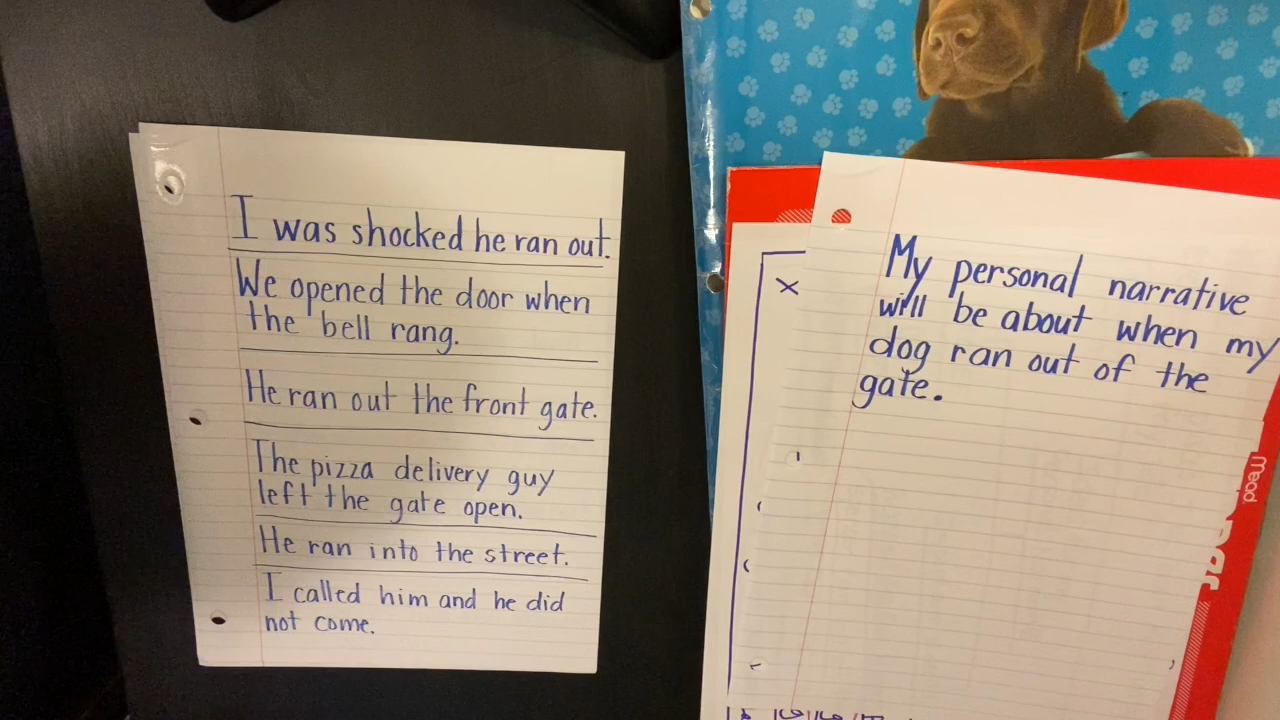 I was shocked he ran out.
We opened the door when
the bell rang.
He ran out the front gate.
The pizza delivery guy
left the gate open.
He ran into the street.
I called him and he did
not come.
My personal narrative
will be about when my
dog ran out of the
gate.
x
Mead